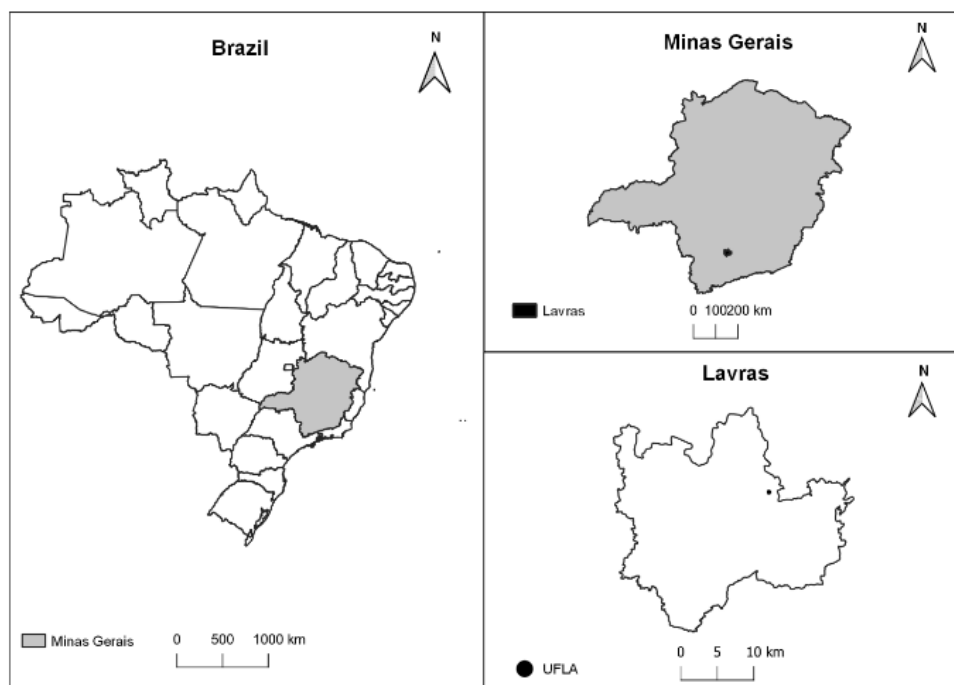 Brazil
N
Minas Gerais
0 500 1000 km
Minas Gerais
N
Lavras
0 100200 km
Lavras
N
UFLA
0 5 10 km